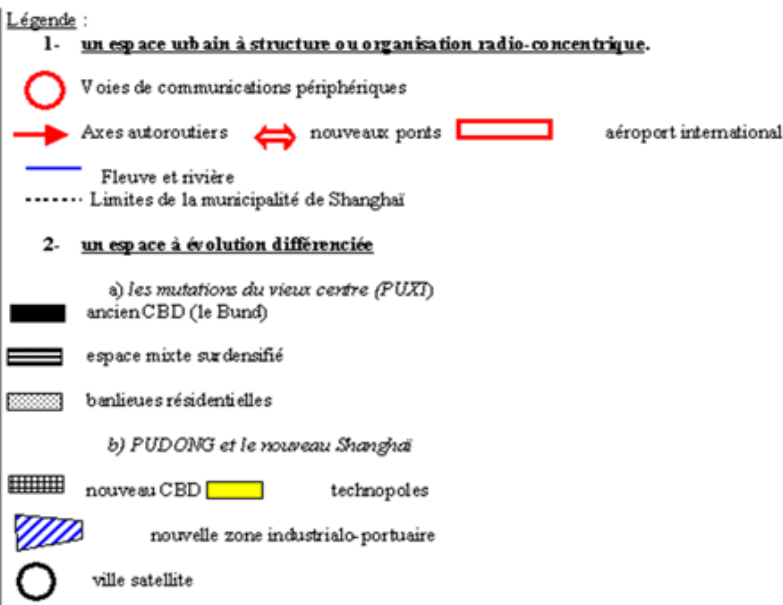 Légende :
1- un espace urbain à structure ou organisation radio-concentrique.
Voies de communications périphériques
Axes autoroutiers nouveaux ponts aéroport international
Fleuve et rivière
Limites de la municipalité de Shanghaï
2- un espace à évolution différenciée
a) les mutations du vieux centre (PUXI)
ancien CBD (le Bund)
espace mixte surdensifié
banlieues résidentielles
b) PUDONG et le nouveau Shanghaï
nouveau CBD technopoles
nouvelle zone industrialo-portuaire
ville satellite